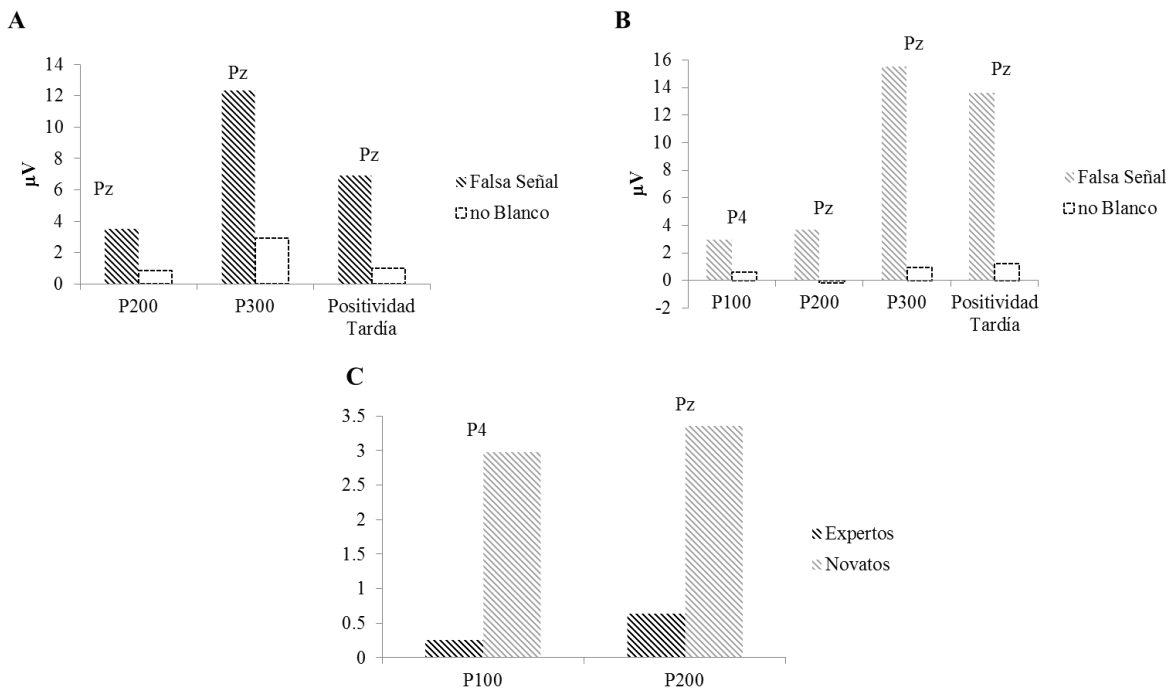 A
14
12
10
8
6
4
2
0
µV
Pz
Pz
Pz
P200
P300
Positividad
Tardía
Falsa Señal
no Blanco
B
16
14
12
10
8
6
4
2
0
-2
µV
P4
Pz
Pz
Pz
P100
P200
P300
Positividad
Tardía
Falsa Señal
no Blanco
C
3.5
3
2.5
2
1.5
1
0.5
0
P4
Pz
P100
P200
Expertos
Novatos